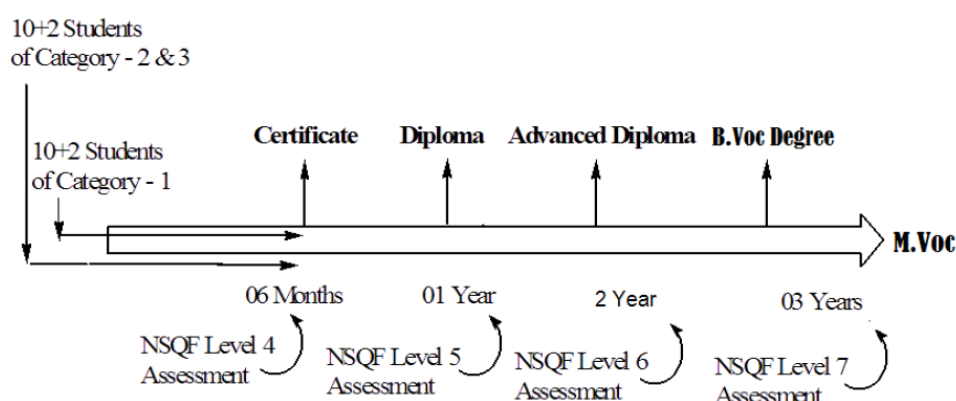 10+2 Students
of Category - 2 & 3
10+2 Students
of Category - 1
Certificate
Diploma
Advanced Diploma
B.Voc Degree
M.Voc
06 Months
01 Year
2 Year
03 Years
NSQF Level 4
Assessment
NSQF Level 5
Assessment
NSQF Level 6
Assessment
NSQF Level 7
Assessment